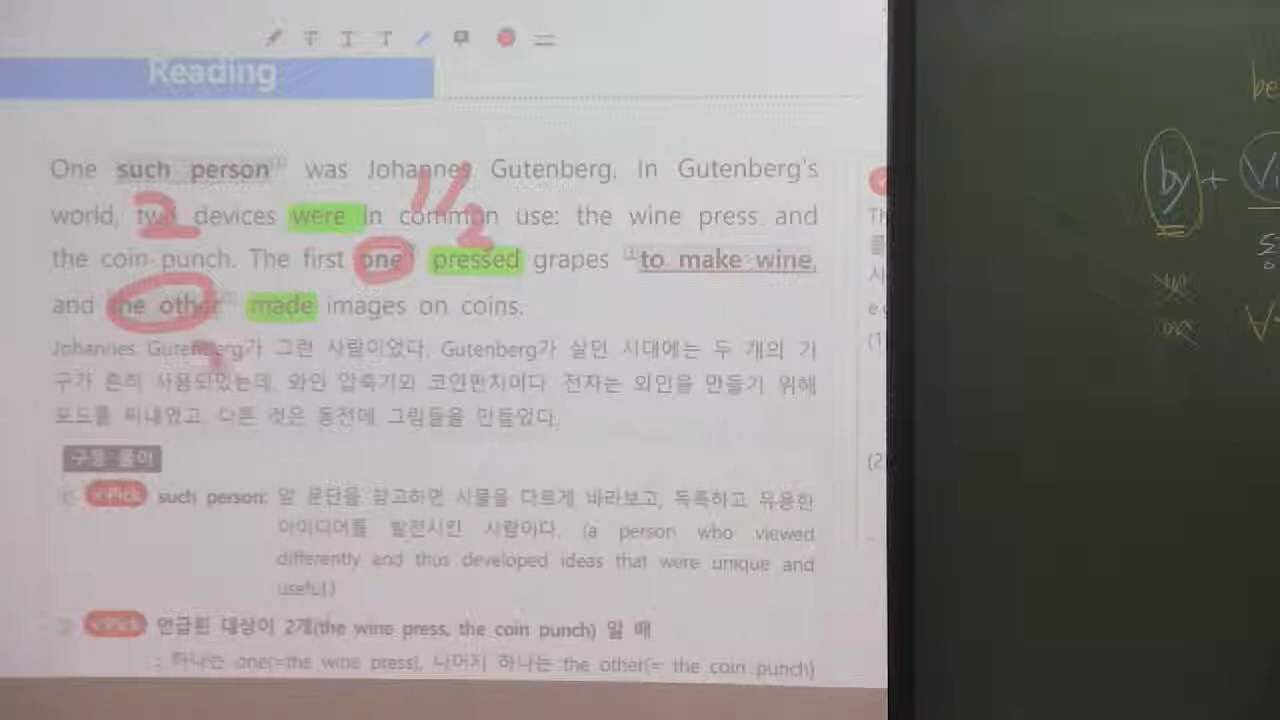 Reading
One such person was Johannes Gutenberg. In Gutenberg's
world, two devices were in common use: the wine press and
the coin punch. The first one pressed grapes to make wine,
and the other made images on coins.
2
1/2
Johannes Gutenberg가 그런 사람이었다. Gutenberg가 살던 시대에는 두 개의 기
구가 흔히 사용되었는데, 와인 압축기와 코인펀치이다. 전자는 와인을 만들기 위해
포도를 짜내었고, 다른 것은 동전에 그림들을 만들었다.
구문 풀이
Pick such person: 앞 문단을 참고하면 사물을 다르게 바라보고, 독특하고 유용한
아이디어를 발전시킨 사람이다. (a person who viewed
differently and thus developed ideas that were unique and
useful.)
Pick 언급된 대상이 2개(the wine press, the coin punch) 일 때
: 하나는 one(=the wine press), 나머지 하나는 the other(= the coin punch)
be
by +